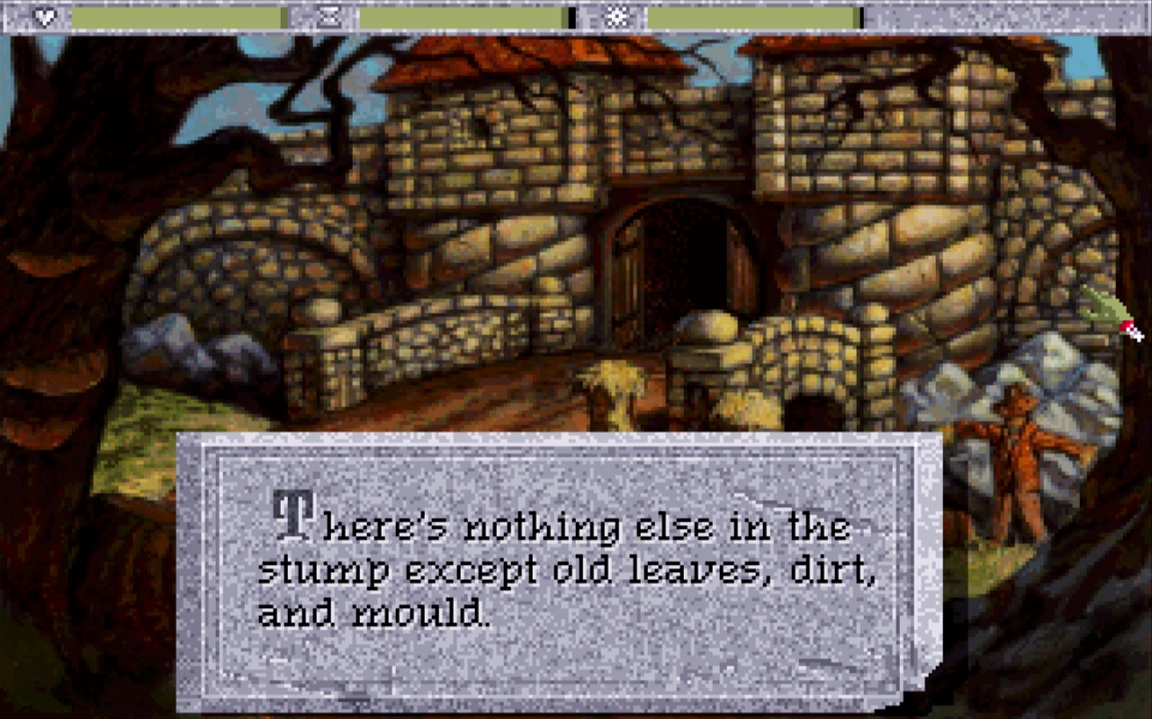 There's nothing else in the
stump except old leaves, dirt,
and mould.